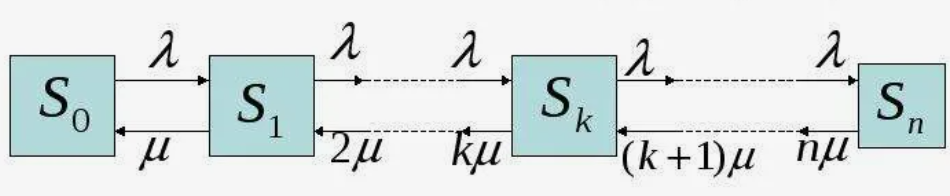 λ λ λ λ λ
S₀ S₁ Sₖ Sₙ
μ 2μ kμ (k+1)μ nμ